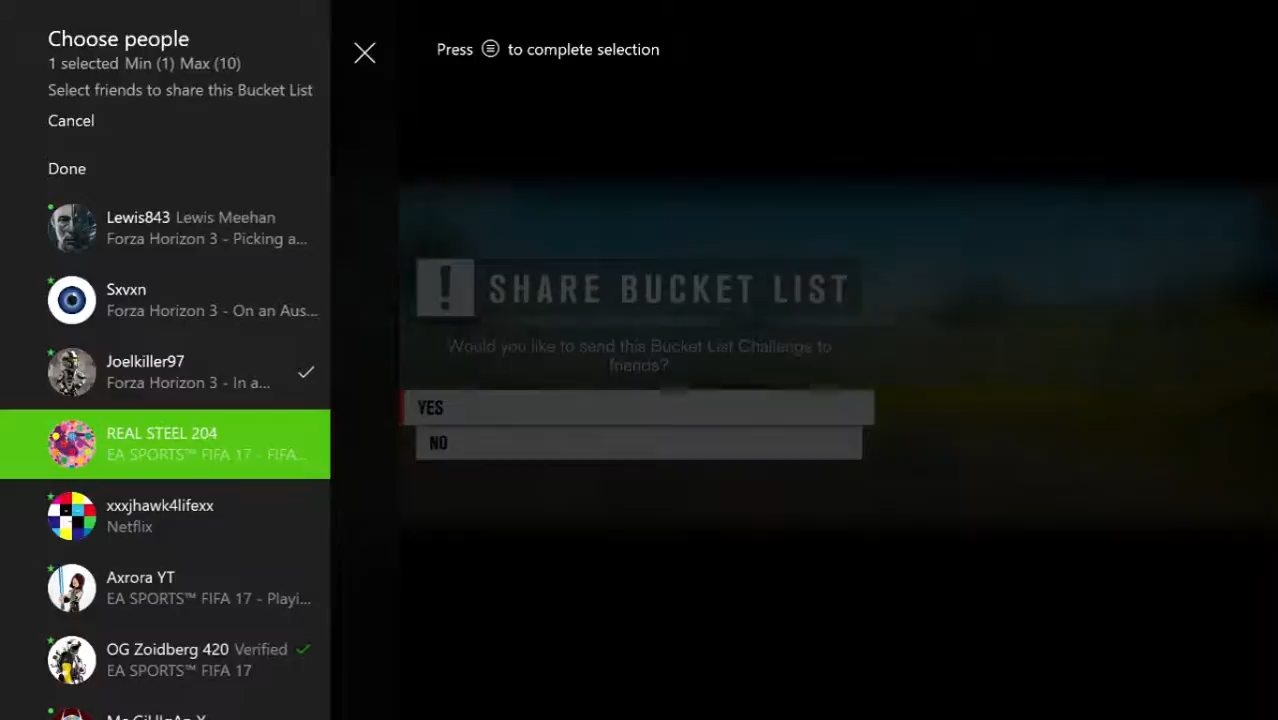 Choose people
1 selected Min (1) Max (10)
Select friends to share this Bucket List
Cancel
Done
Lewis843 Lewis Meehan
Forza Horizon 3 - Picking a...
Sxvxn
Forza Horizon 3 - On an Aus...
Joelkiller97
Forza Horizon 3 - In a...
REAL STEEL 204
EA SPORTS™ FIFA 17 - FIFA...
xxxjhawk4lifexx
Netflix
Axrora YT
EA SPORTS™ FIFA 17 - Playi...
OG Zoidberg 420 Verified
EA SPORTS™ FIFA 17
Press to complete selection
! SHARE BUCKET LIST
Would you like to send this Bucket List Challenge to
friends?
YES
NO